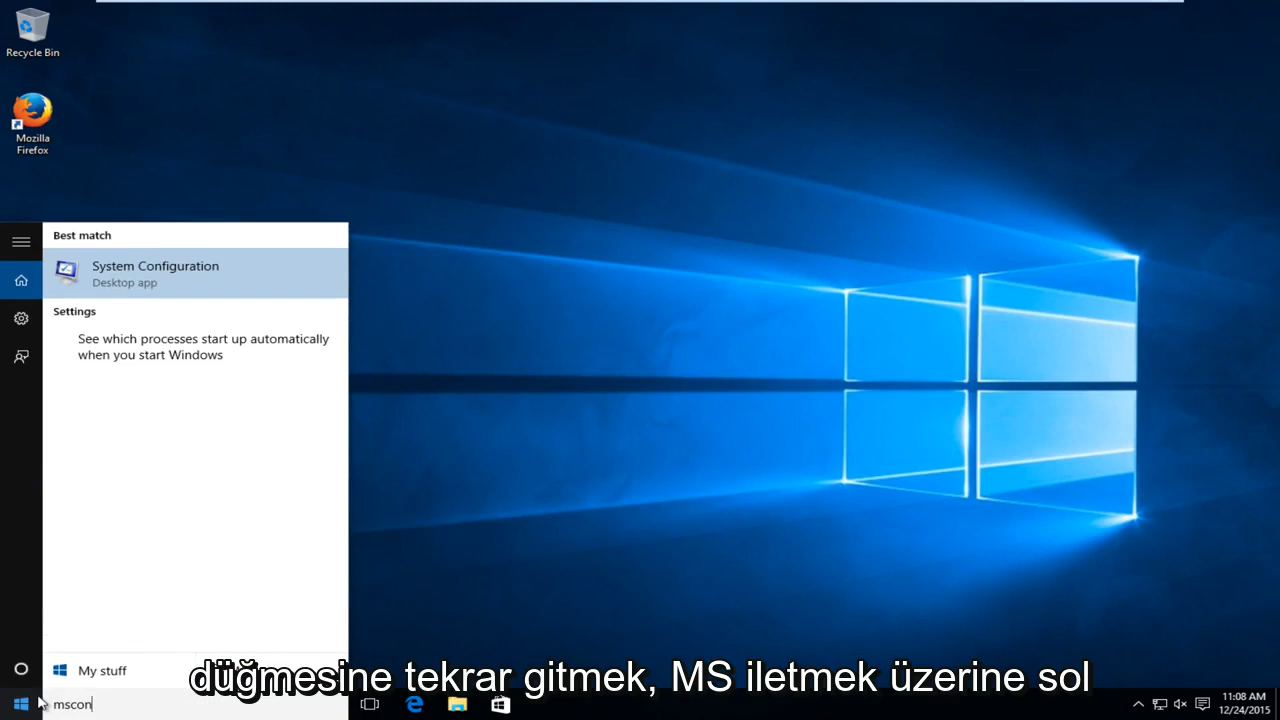 Recycle Bin
Mozilla
Firefox
Best match
System Configuration
Desktop app
Settings
See which processes start up automatically
when you start Windows
My stuff
düğmesine tekrar gitmek, MS iletmek üzerine sol
mscon
11:08 AM
12/24/2015